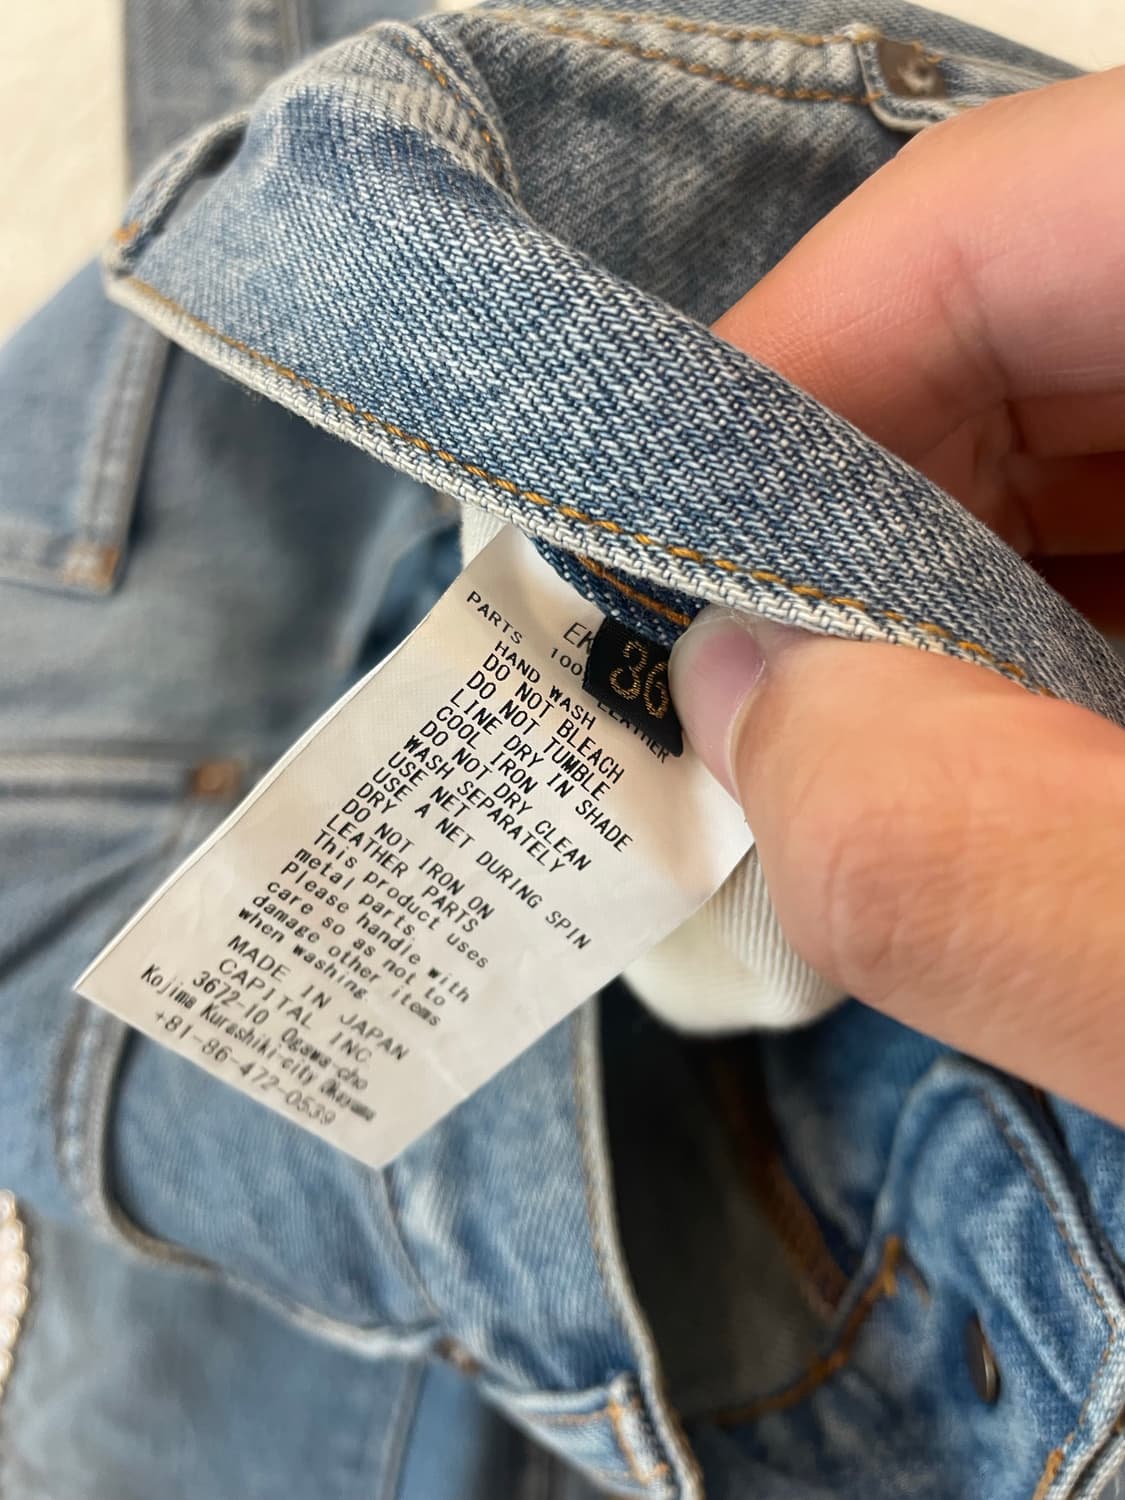 36
EK
PARTS 100% LEATHER
HAND WASH
DO NOT BLEACH
DO NOT TUMBLE
LINE DRY IN SHADE
COOL IRON
DO NOT DRY CLEAN
WASH SEPARATELY
USE NET
USE A NET DURING SPIN
DRY
DO NOT IRON ON
LEATHER PARTS
This product uses
metal parts.
Please handle with
care so as not to
damage other items
when washing.
MADE IN JAPAN
CAPITAL INC.
3672-10 Ogawa-cho
Kojima Kurashiki-city Okayama
+81-86-472-0539